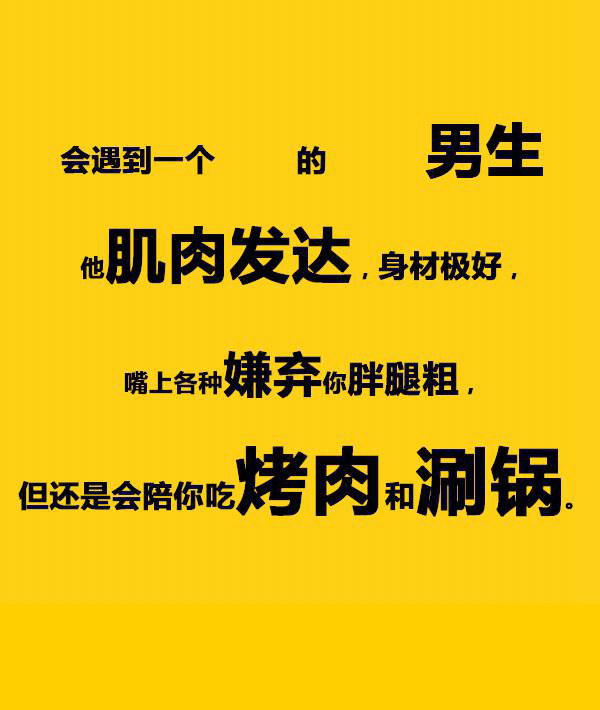 会遇到一个 的 男生
他肌肉发达，身材极好，
嘴上各种嫌弃你胖腿粗，
但还是会陪你吃烤肉和涮锅。